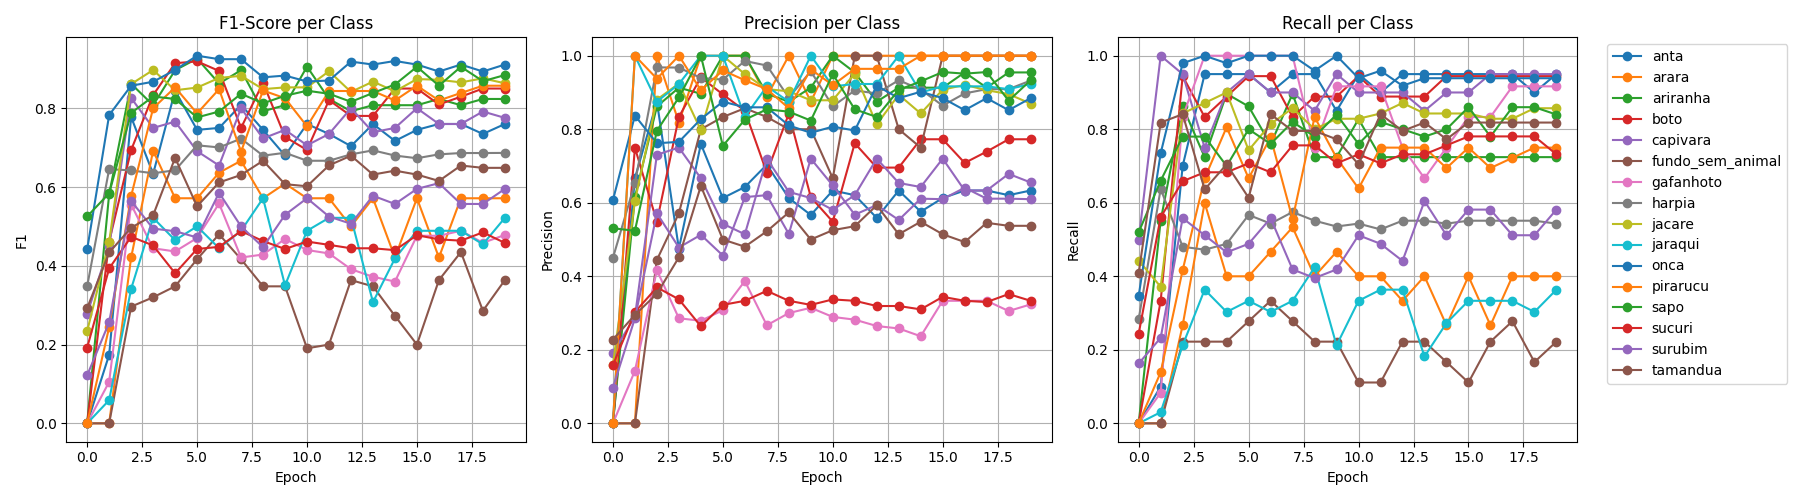 F1-Score per Class
Precision per Class
Recall per Class
F1
0.8
0.6
0.4
0.2
0.0
0.0 2.5 5.0 7.5 10.0 12.5 15.0 17.5
Epoch
Precision
1.0
0.8
0.6
0.4
0.2
0.0
0.0 2.5 5.0 7.5 10.0 12.5 15.0 17.5
Epoch
Recall
1.0
0.8
0.6
0.4
0.2
0.0
0.0 2.5 5.0 7.5 10.0 12.5 15.0 17.5
Epoch
anta
arara
ariranha
boto
capivara
fundo_sem_animal
gafanhoto
harpia
jacare
jaraqui
onca
pirarucu
sapo
sucuri
surubim
tamandua